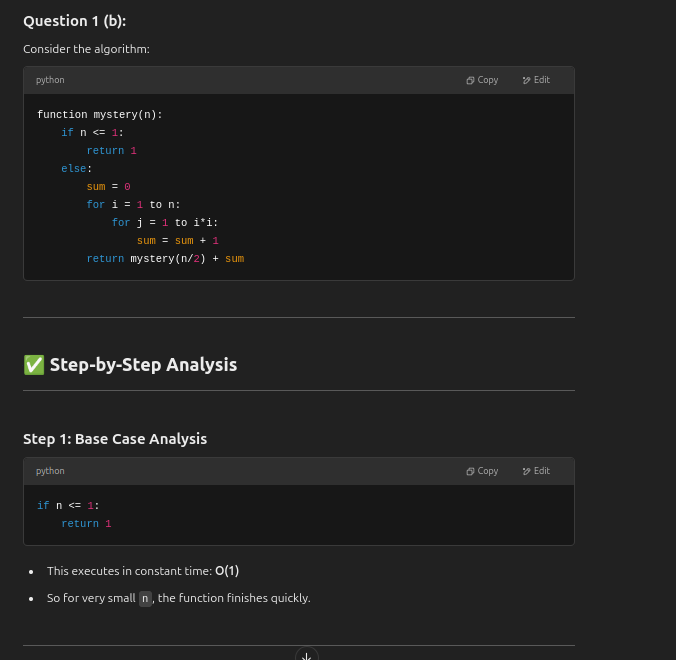 Question 1 (b):
Consider the algorithm:
python Copy Edit
function mystery(n):
    if n <= 1:
        return 1
    else:
        sum = 0
        for i = 1 to n:
            for j = 1 to i*i:
                sum = sum + 1
        return mystery(n/2) + sum
✅ Step-by-Step Analysis
Step 1: Base Case Analysis
python Copy Edit
if n <= 1:
    return 1
• This executes in constant time: O(1)
• So for very small n, the function finishes quickly.